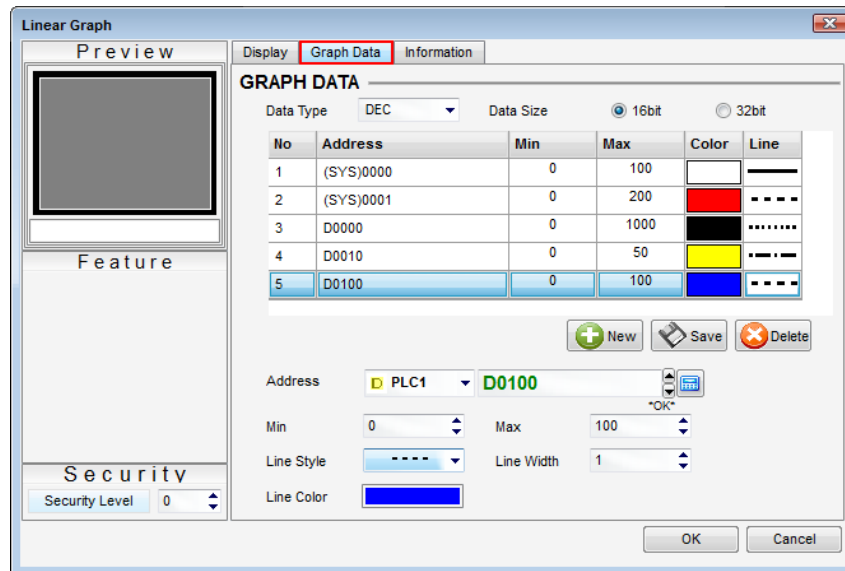 Linear Graph
Preview
Display Graph Data Information
GRAPH DATA
Data Type DEC Data Size 16bit 32bit
No Address Min Max Color Line
1 (SYS)0000 0 100
2 (SYS)0001 0 200
3 D0000 0 1000
4 D0010 0 50
5 D0100 0 100
Feature
New Save Delete
Address D PLC1 D0100
*OK*
Min 0 Max 100
Line Style Line Width 1
Line Color
Security
Security Level 0
OK Cancel